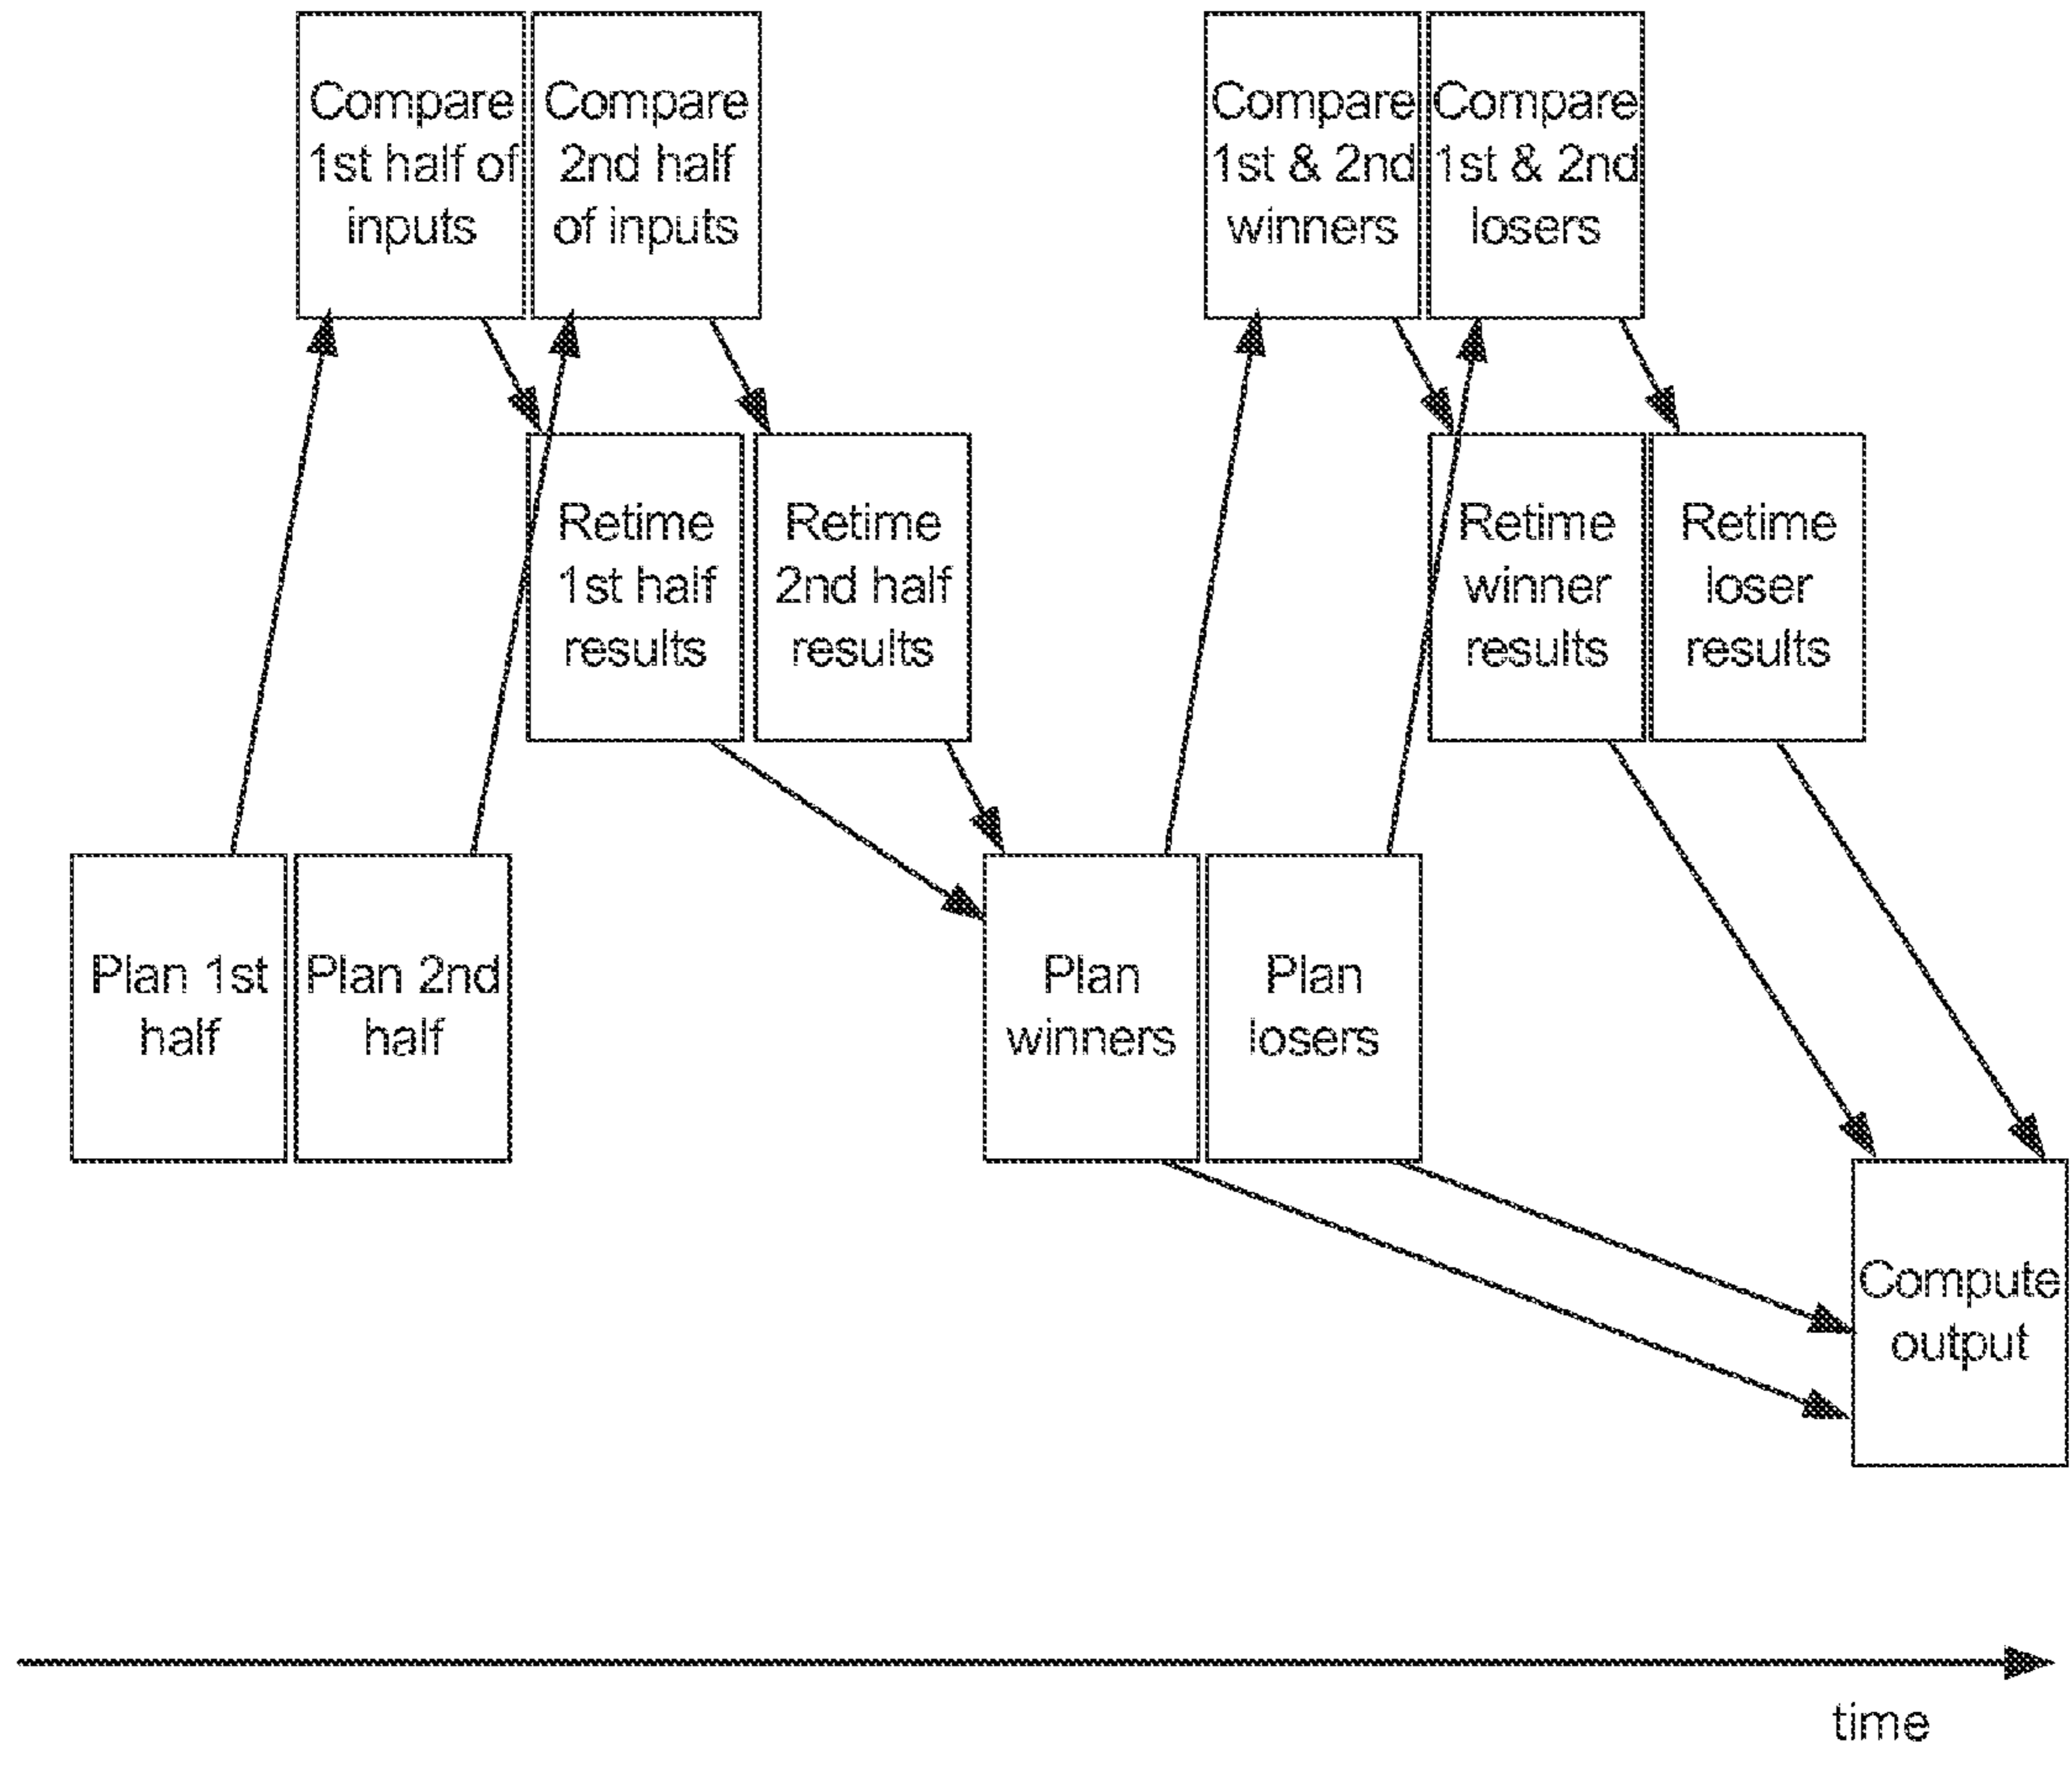 Compare
1st half of
inputs
Compare
2nd half
of inputs
Compare
1st & 2nd
winners
Compare
1st & 2nd
losers
Retime
1st half
results
Retime
2nd half
results
Retime
winner
results
Retime
loser
results
Plan 1st
half
Plan 2nd
half
Plan
winners
Plan
losers
Compute
output
time